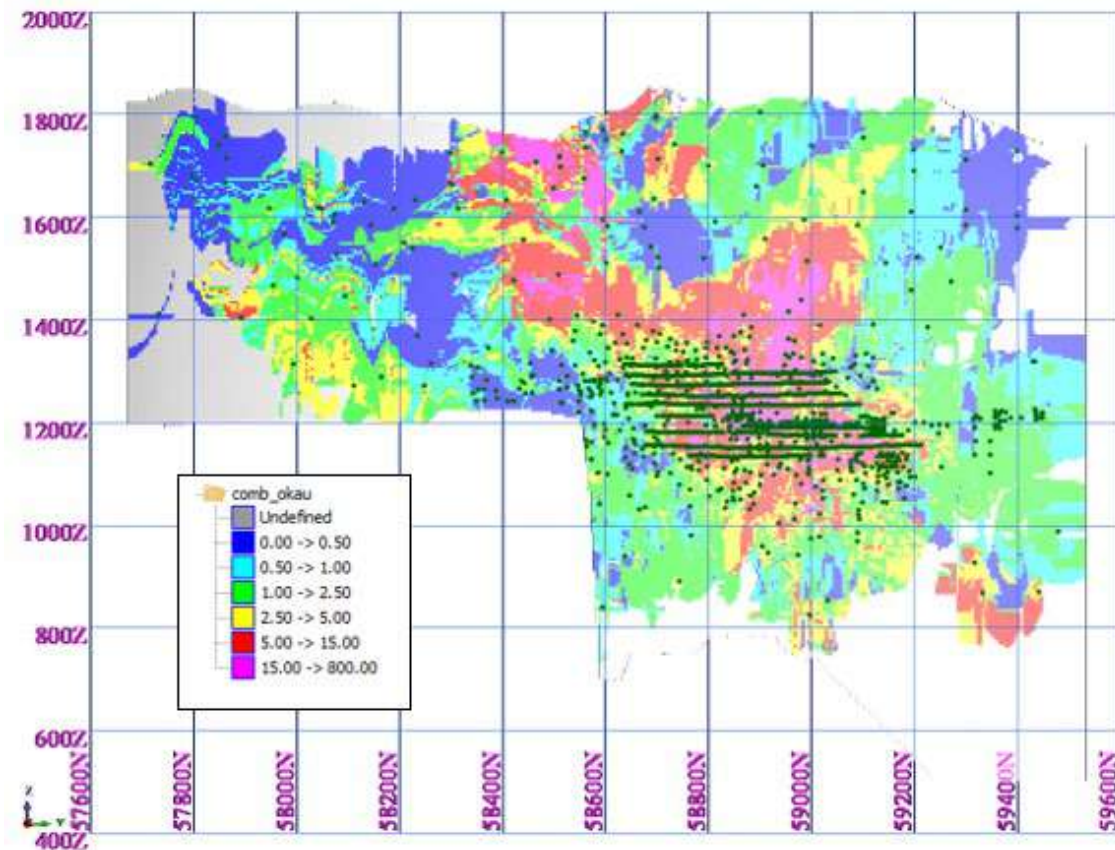 2000Z
1800Z
1600Z
1400Z
1200Z
1000Z
800Z
600Z
400Z
comb_okau
Undefined
0.00 -> 0.50
0.50 -> 1.00
1.00 -> 2.50
2.50 -> 5.00
5.00 -> 15.00
15.00 -> 800.00
57600N
57800N
58000N
58200N
58400N
58600N
58800N
59000N
59200N
59400N
59600N
Z
Y